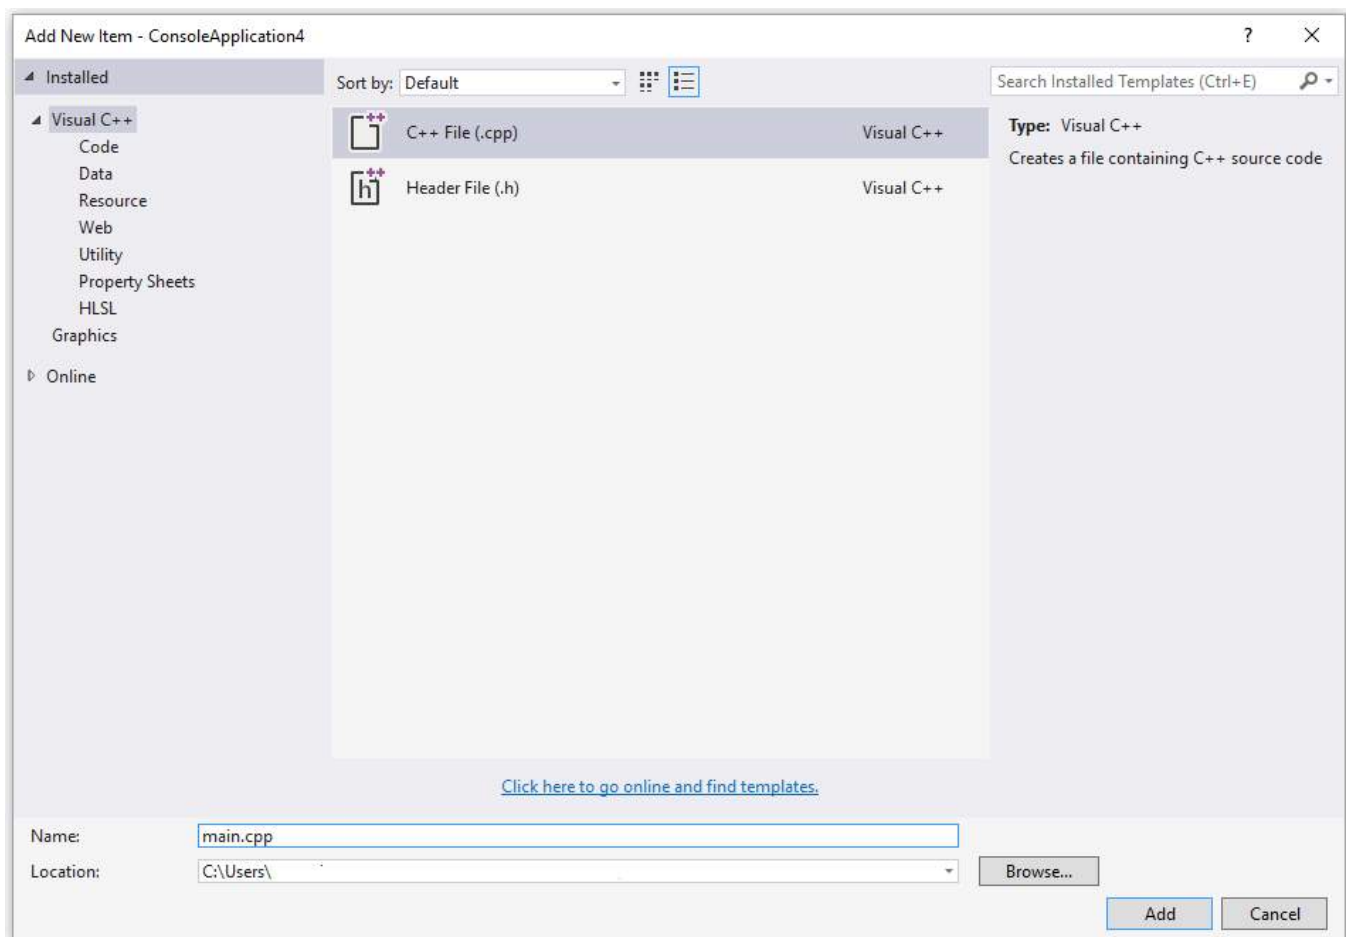 Add New Item - ConsoleApplication4
?
Installed
Sort by: Default
Search Installed Templates (Ctrl+E)
Visual C++
Code
Data
Resource
Web
Utility
Property Sheets
HLSL
Graphics
Online
C++ File (.cpp) Visual C++
Header File (.h) Visual C++
Type: Visual C++
Creates a file containing C++ source code
Click here to go online and find templates.
Name: main.cpp
Location: C:\Users\
Browse...
Add Cancel